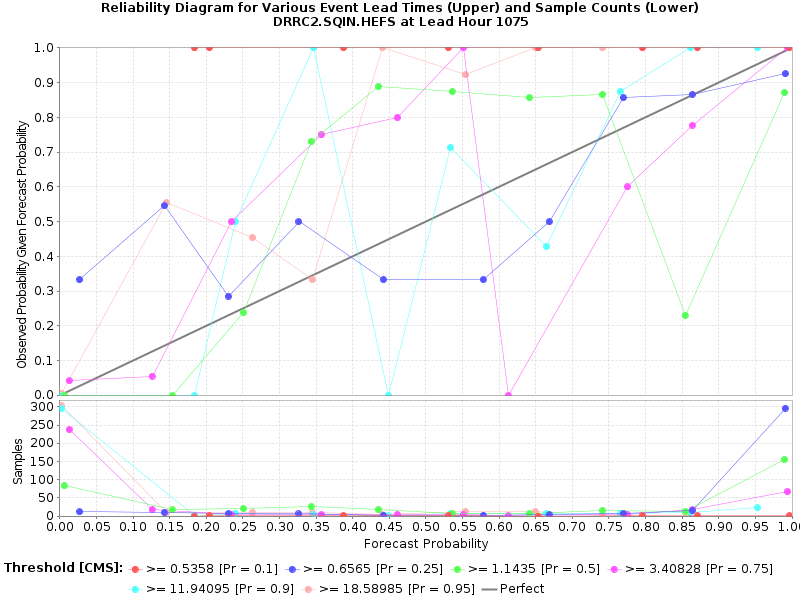 Reliability Diagram for Various Event Lead Times (Upper) and Sample Counts (Lower)
DRRC2.SQIN.HEFS at Lead Hour 1075
Observed Probability Given Forecast Probability
1.0
0.9
0.8
0.7
0.6
0.5
0.4
0.3
0.2
0.1
0.0
Samples
300
250
200
150
100
50
0
0.00 0.05 0.10 0.15 0.20 0.25 0.30 0.35 0.40 0.45 0.50 0.55 0.60 0.65 0.70 0.75 0.80 0.85 0.90 0.95 1.00
Forecast Probability
Threshold [CMS]: >= 0.5358 [Pr = 0.1] >= 0.6565 [Pr = 0.25] >= 1.1435 [Pr = 0.5] >= 3.40828 [Pr = 0.75]
>= 11.94095 [Pr = 0.9] >= 18.58985 [Pr = 0.95] Perfect